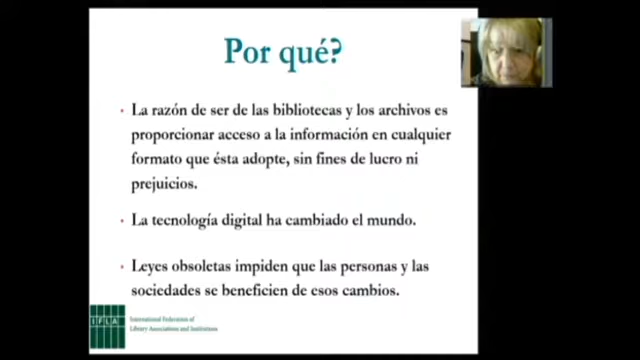 Por qué?
La razón de ser de las bibliotecas y los archivos es
proporcionar acceso a la información en cualquier
formato que ésta adopte, sin fines de lucro ni
prejuicios.
La tecnología digital ha cambiado el mundo.
Leyes obsoletas impiden que las personas y las
sociedades se beneficien de esos cambios.
IFLA
International Federation of
Library Associations and Institutions